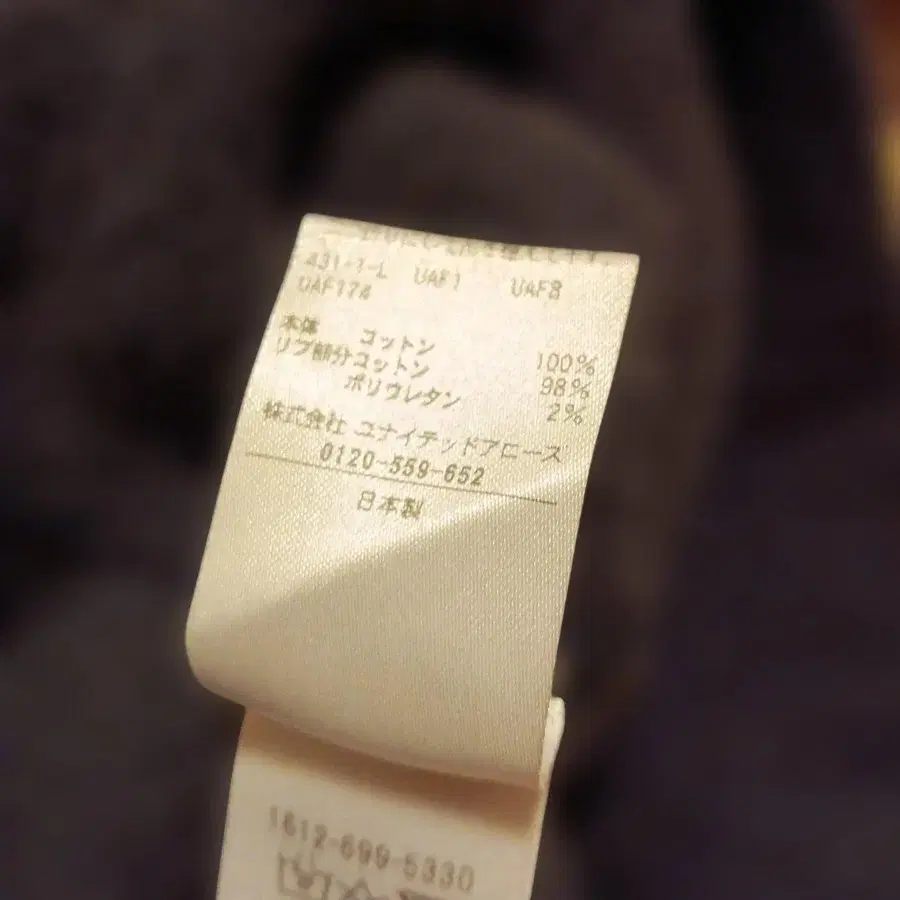 431-1-L UAF1 UAF8
UAF174
本体 コットン 100%
リブ部分コットン 98%
ポリウレタン 2%
株式会社 ユナイテッドアローズ
0120-559-652
日本製
1612-699-5330